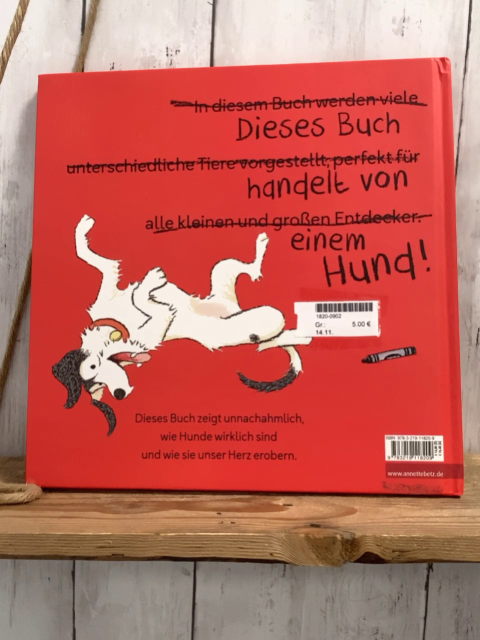 In diesem Buch werden viele
Dieses Buch
unterschiedliche Tiere vorgestellt, perfekt für
handelt von
alle kleinen und großen Entdecker.
einem
Hund!
1820-0902
Gr.: 5.00 €
14.11.
Dieses Buch zeigt unnachahmlich,
wie Hunde wirklich sind
und wie sie unser Herz erobern.
www.annettebetz.de